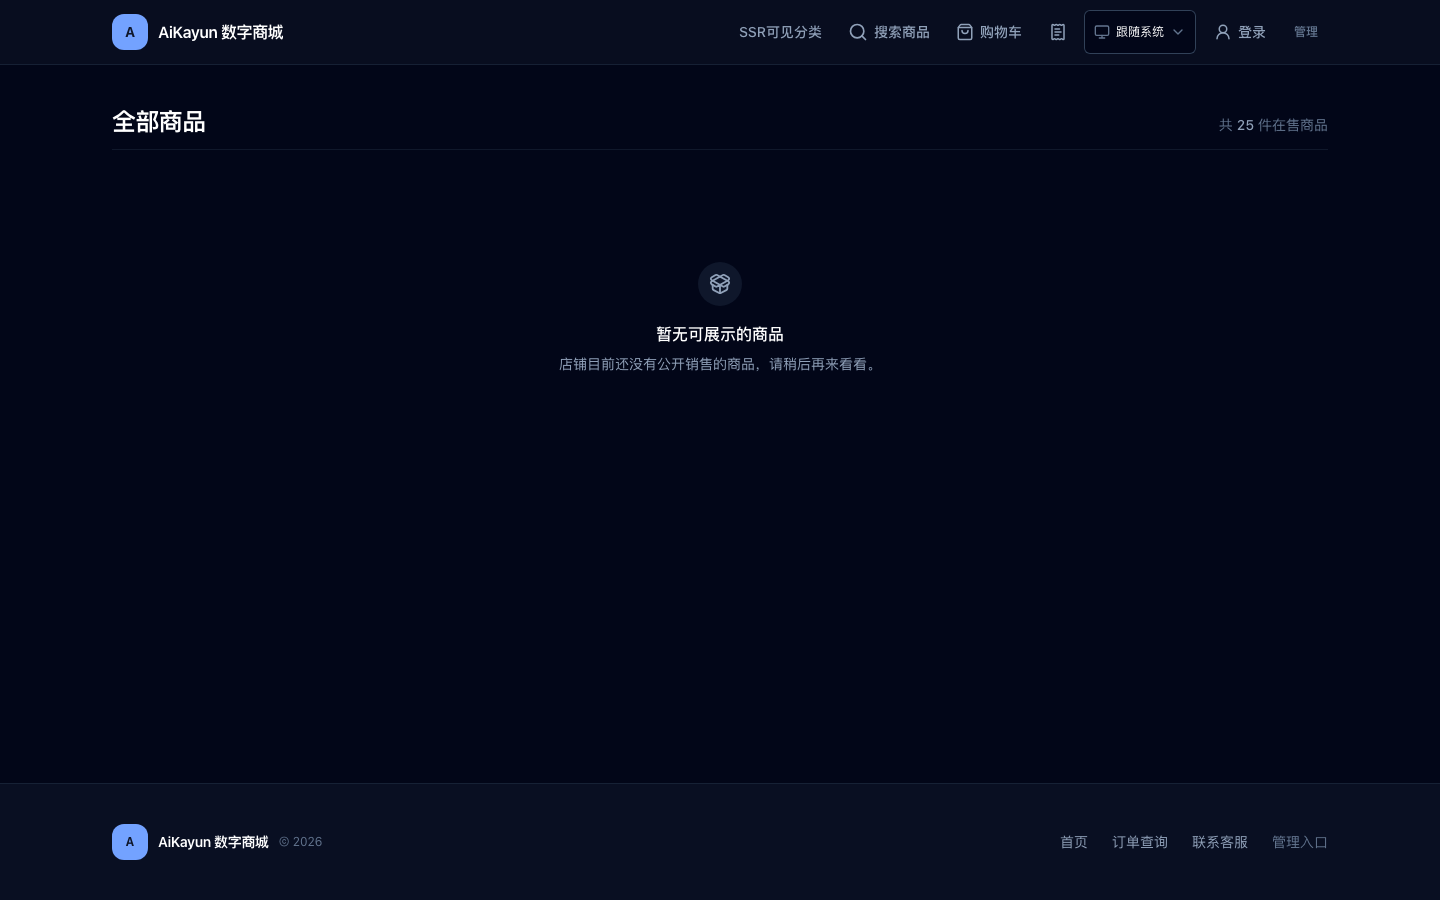 A AiKayun 数字商城 SSR可见分类 搜索商品 购物车 跟随系统 登录 管理
全部商品 共 25 件在售商品
暂无可展示的商品
店铺目前还没有公开销售的商品，请稍后再来看看。
A AiKayun 数字商城 © 2026 首页 订单查询 联系客服 管理入口